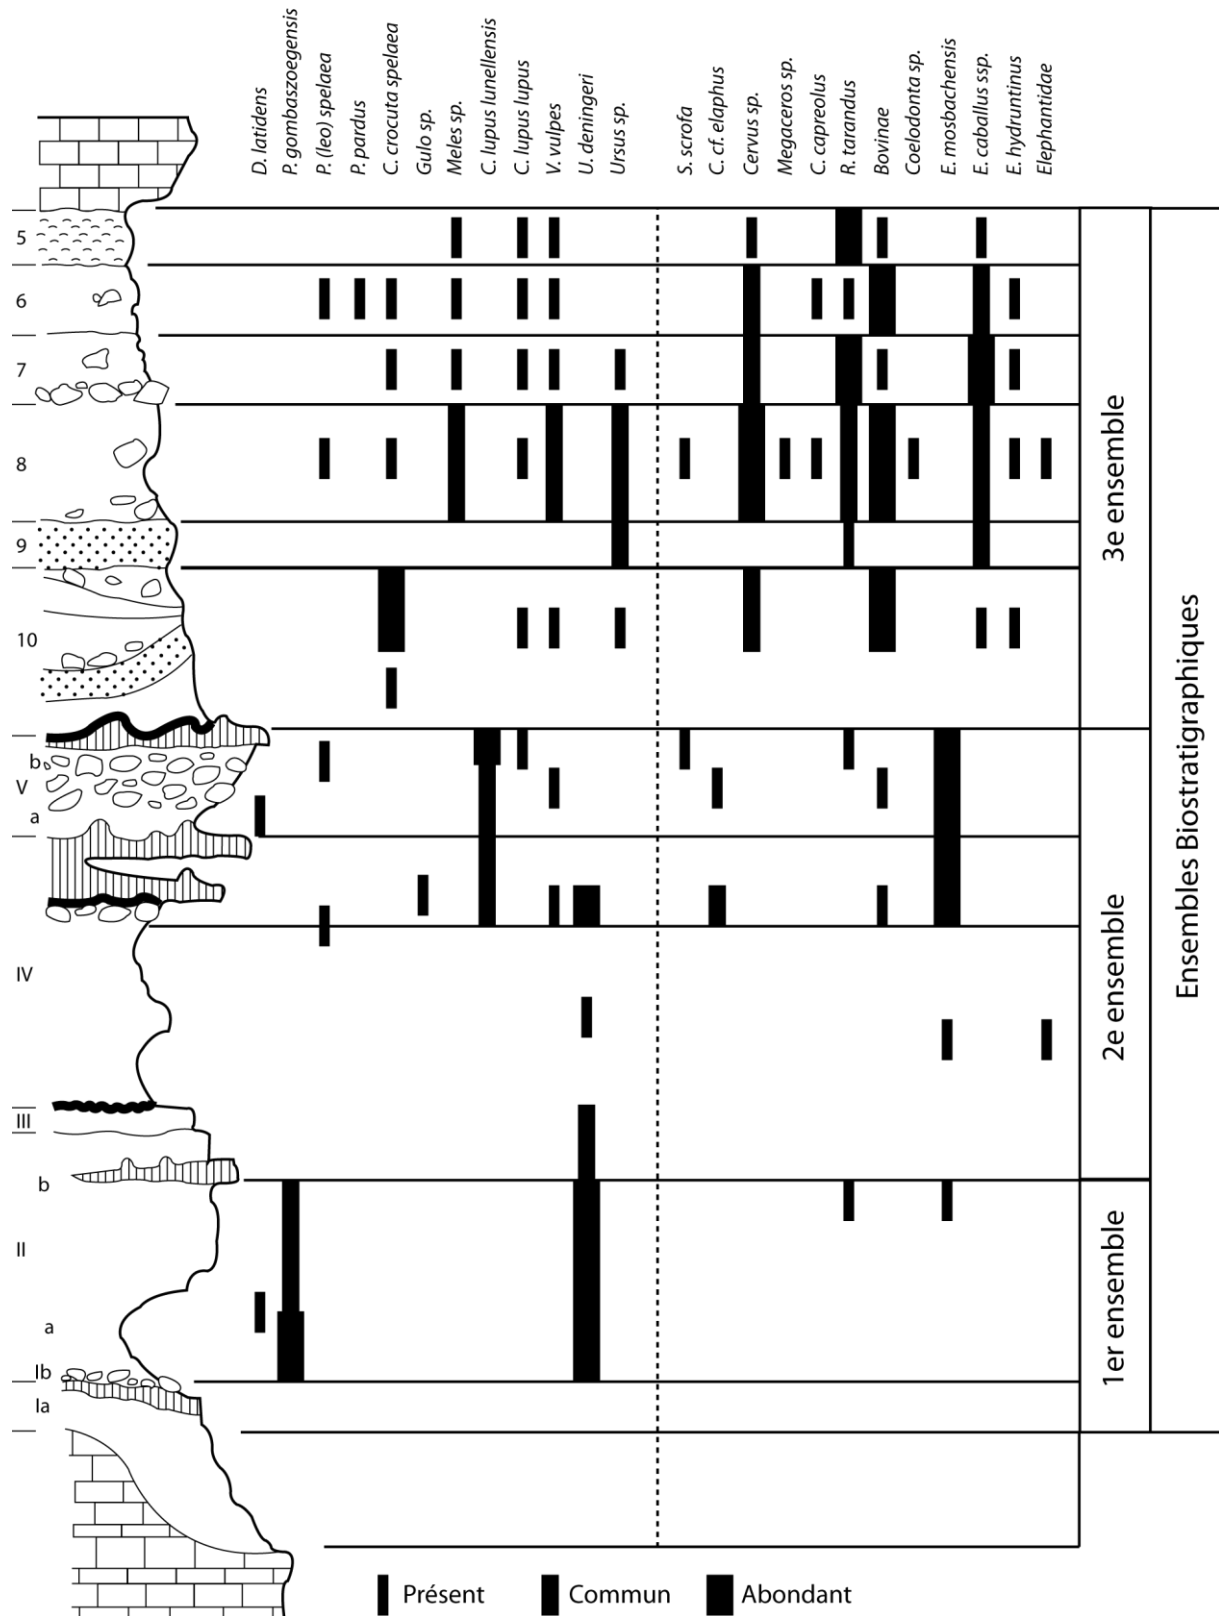 D. latidens
P. gombaszoegensis
P. (leo) spelaea
P. pardus
C. crocuta spelaea
Gulo sp.
Meles sp.
C. lupus lunellensis
C. lupus lupus
V. vulpes
U. deningeri
Ursus sp.
S. scrofa
C. cf. elaphus
Cervus sp.
Megaceros sp.
C. capreolus
R. tarandus
Bovinae
Coelodonta sp.
E. mosbachensis
E. caballus ssp.
E. hydruntinus
Elephantidae
5
6
7
8
9
10
b
V
a
IV
III
b
II
a
Ib
Ia
3e ensemble
2e ensemble
1er ensemble
Ensembles Biostratigraphiques
Présent
Commun
Abondant